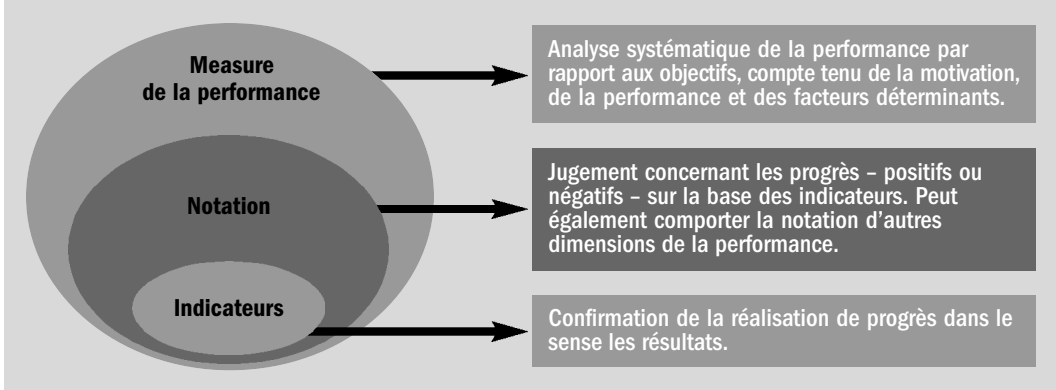 Measure
de la performance
Analyse systématique de la performance par
rapport aux objectifs, compte tenu de la motivation,
de la performance et des facteurs déterminants.
Notation
Jugement concernant les progrès – positifs ou
négatifs – sur la base des indicateurs. Peut
également comporter la notation d'autres
dimensions de la performance.
Indicateurs
Confirmation de la réalisation de progrès dans le
sense les résultats.